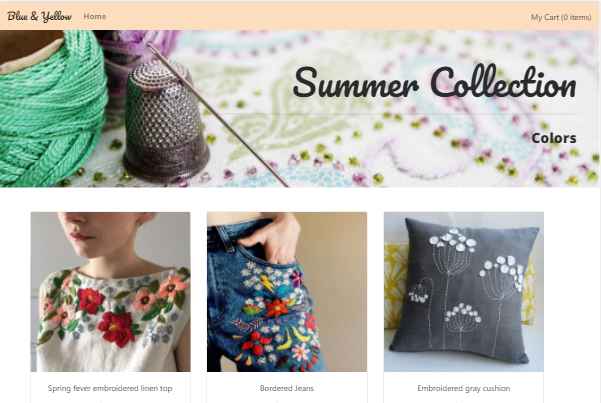 Blue & Yellow Home My Cart (0 items)
Summer Collection
Colors
Spring fever embroidered linen top
Bordered Jeans
Embroidered gray cushion